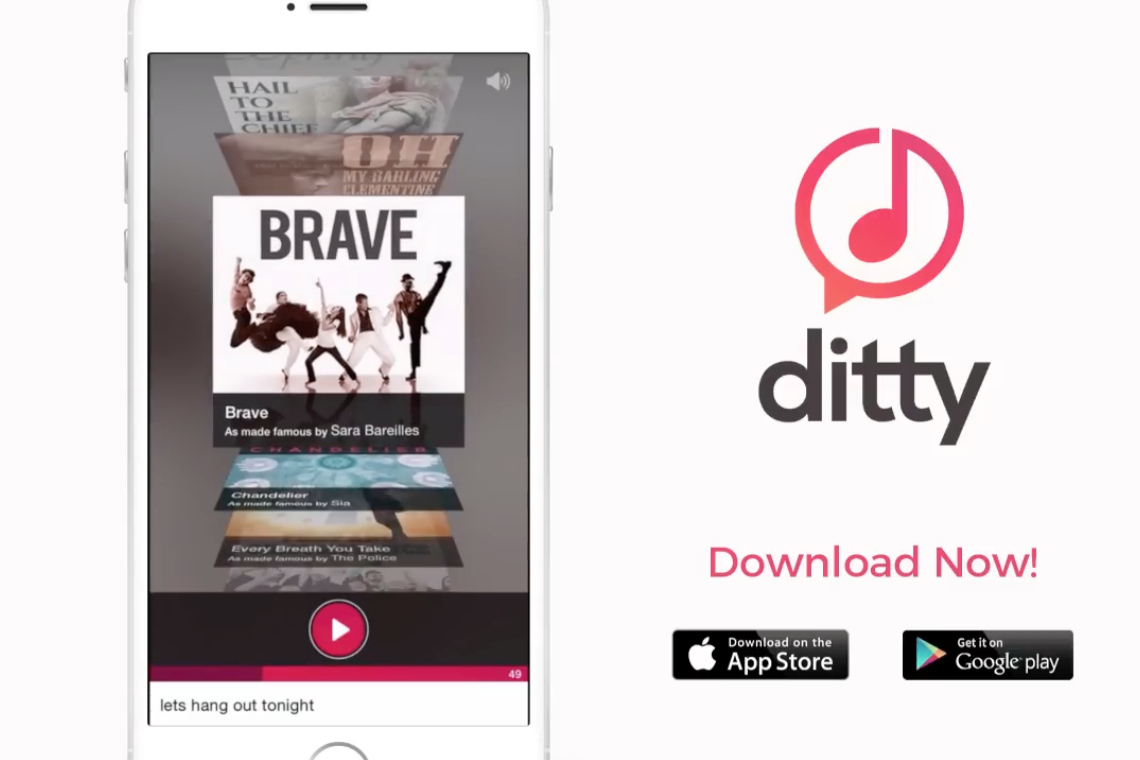 HAIL
TO
THE
CHIEF
OH
MY DARLING
CLEMENTINE
BRAVE
Brave
As made famous by Sara Bareilles
CHANDELIER
Chandelier
As made famous by Sia
Every Breath You Take
As made famous by The Police
49
lets hang out tonight
ditty
Download Now!
Download on the
App Store
Get it on
Google play